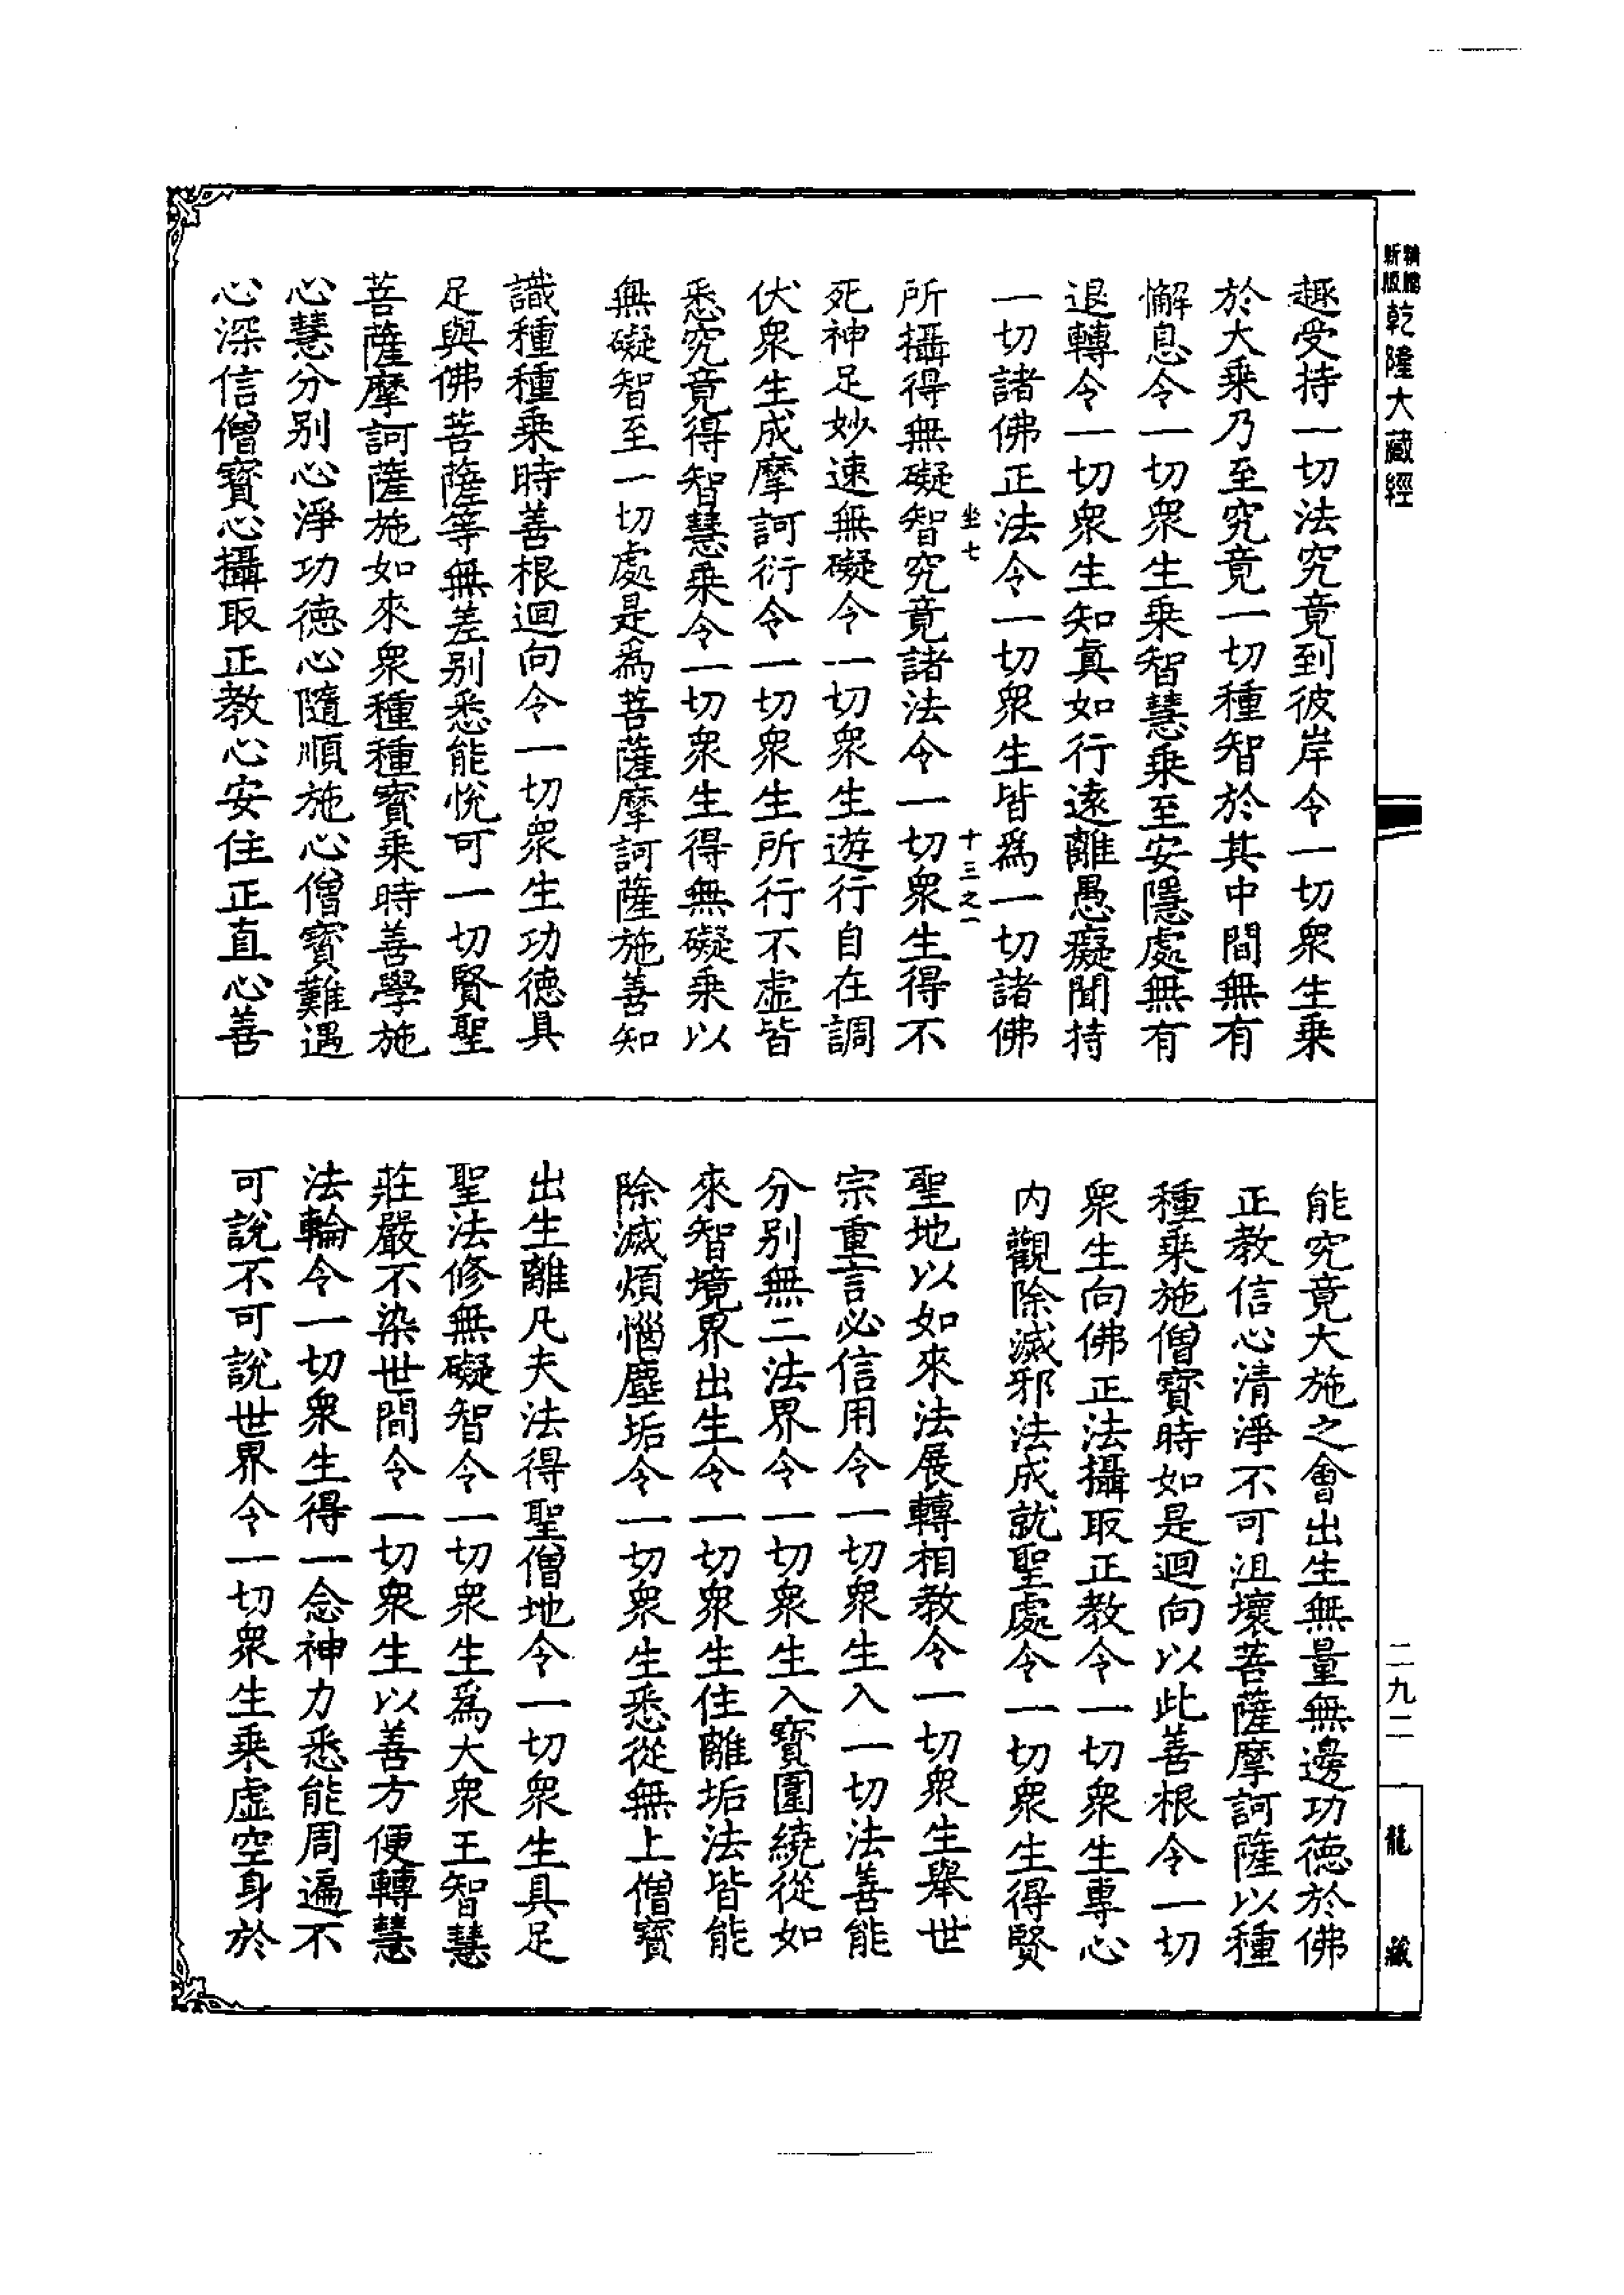 新版
精縮
乾隆大藏經
趣受持一切法究竟到彼岸令一切衆生乗
於大乗乃至究竟一切種智於其中間無有
懈息令一切衆生乗智慧乗至安隱處無有
退轉令一切衆生知真如行遠離愚癡聞持
一切諸佛正法令一切衆生皆爲一切諸佛
坐七
十三之一
所攝得無礙智究竟諸法令一切衆生得不
死神足妙速無礙令一切衆生遊行自在調
伏衆生成摩訶衍令一切衆生所行不虛皆
悉究竟得智慧乗令一切衆生得無礙乗以
無礙智至一切處是爲菩薩摩訶薩施善知
識種種乗時善根迴向令一切衆生功德具
足與佛菩薩等無差别悉能悅可一切賢聖
菩薩摩訶薩施如來衆種種寳乗時善學施
心慧分别心淨功德心隨順施心僧寳難遇
心深信僧寳心攝取正教心安住正直心善
能究竟大施之會出生無量無邊功德於佛
正教信心清淨不可沮壞菩薩摩訶薩以種
種乗施僧寳時如是迴向以此善根令一切
衆生向佛正法攝取正教令一切衆生專心
内觀除滅邪法成就聖處令一切衆生得賢
聖地以如來法展轉相教令一切衆生舉世
宗重言必信用令一切衆生入一切法善能
分别無二法界令一切衆生入寳圍繞從如
來智境界出生令一切衆生住離垢法皆能
除滅煩惱塵垢令一切衆生悉從無上僧寳
出生離凡夫法得聖僧地令一切衆生具足
聖法修無礙智令一切衆生爲大衆王智慧
莊嚴不染世間令一切衆生以善方便轉慧
法輪令一切衆生得一念神力悉能周遍不
可說不可說世界令一切衆生乗虛空身於
二九二
龍藏